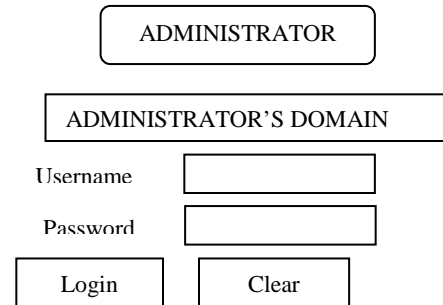 ADMINISTRATOR
ADMINISTRATOR’S DOMAIN
Username
Password
Login Clear